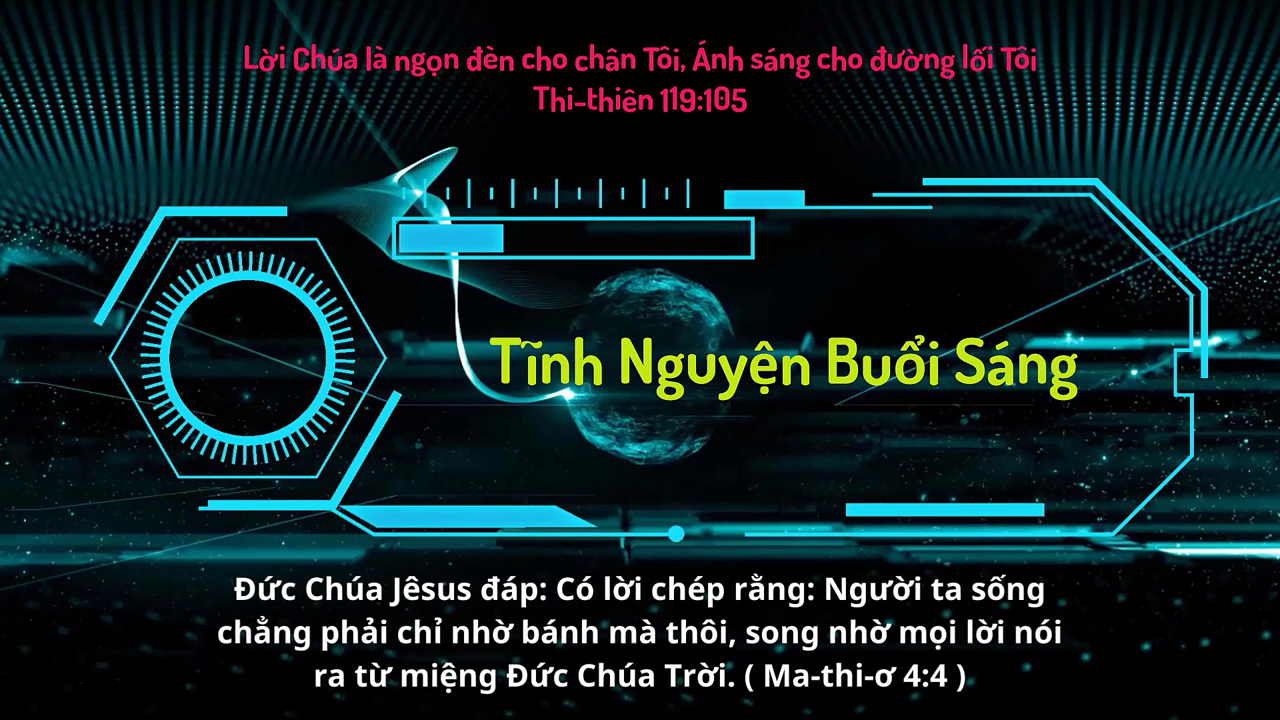 Lời Chúa là ngọn đèn cho chân Tôi, Ánh sáng cho đường lối Tôi
Thi-thiên 119:105
Tĩnh Nguyện Buổi Sáng
Đức Chúa Jêsus đáp: Có lời chép rằng: Người ta sống
chẳng phải chỉ nhờ bánh mà thôi, song nhờ mọi lời nói
ra từ miệng Đức Chúa Trời. ( Ma-thi-ơ 4:4 )